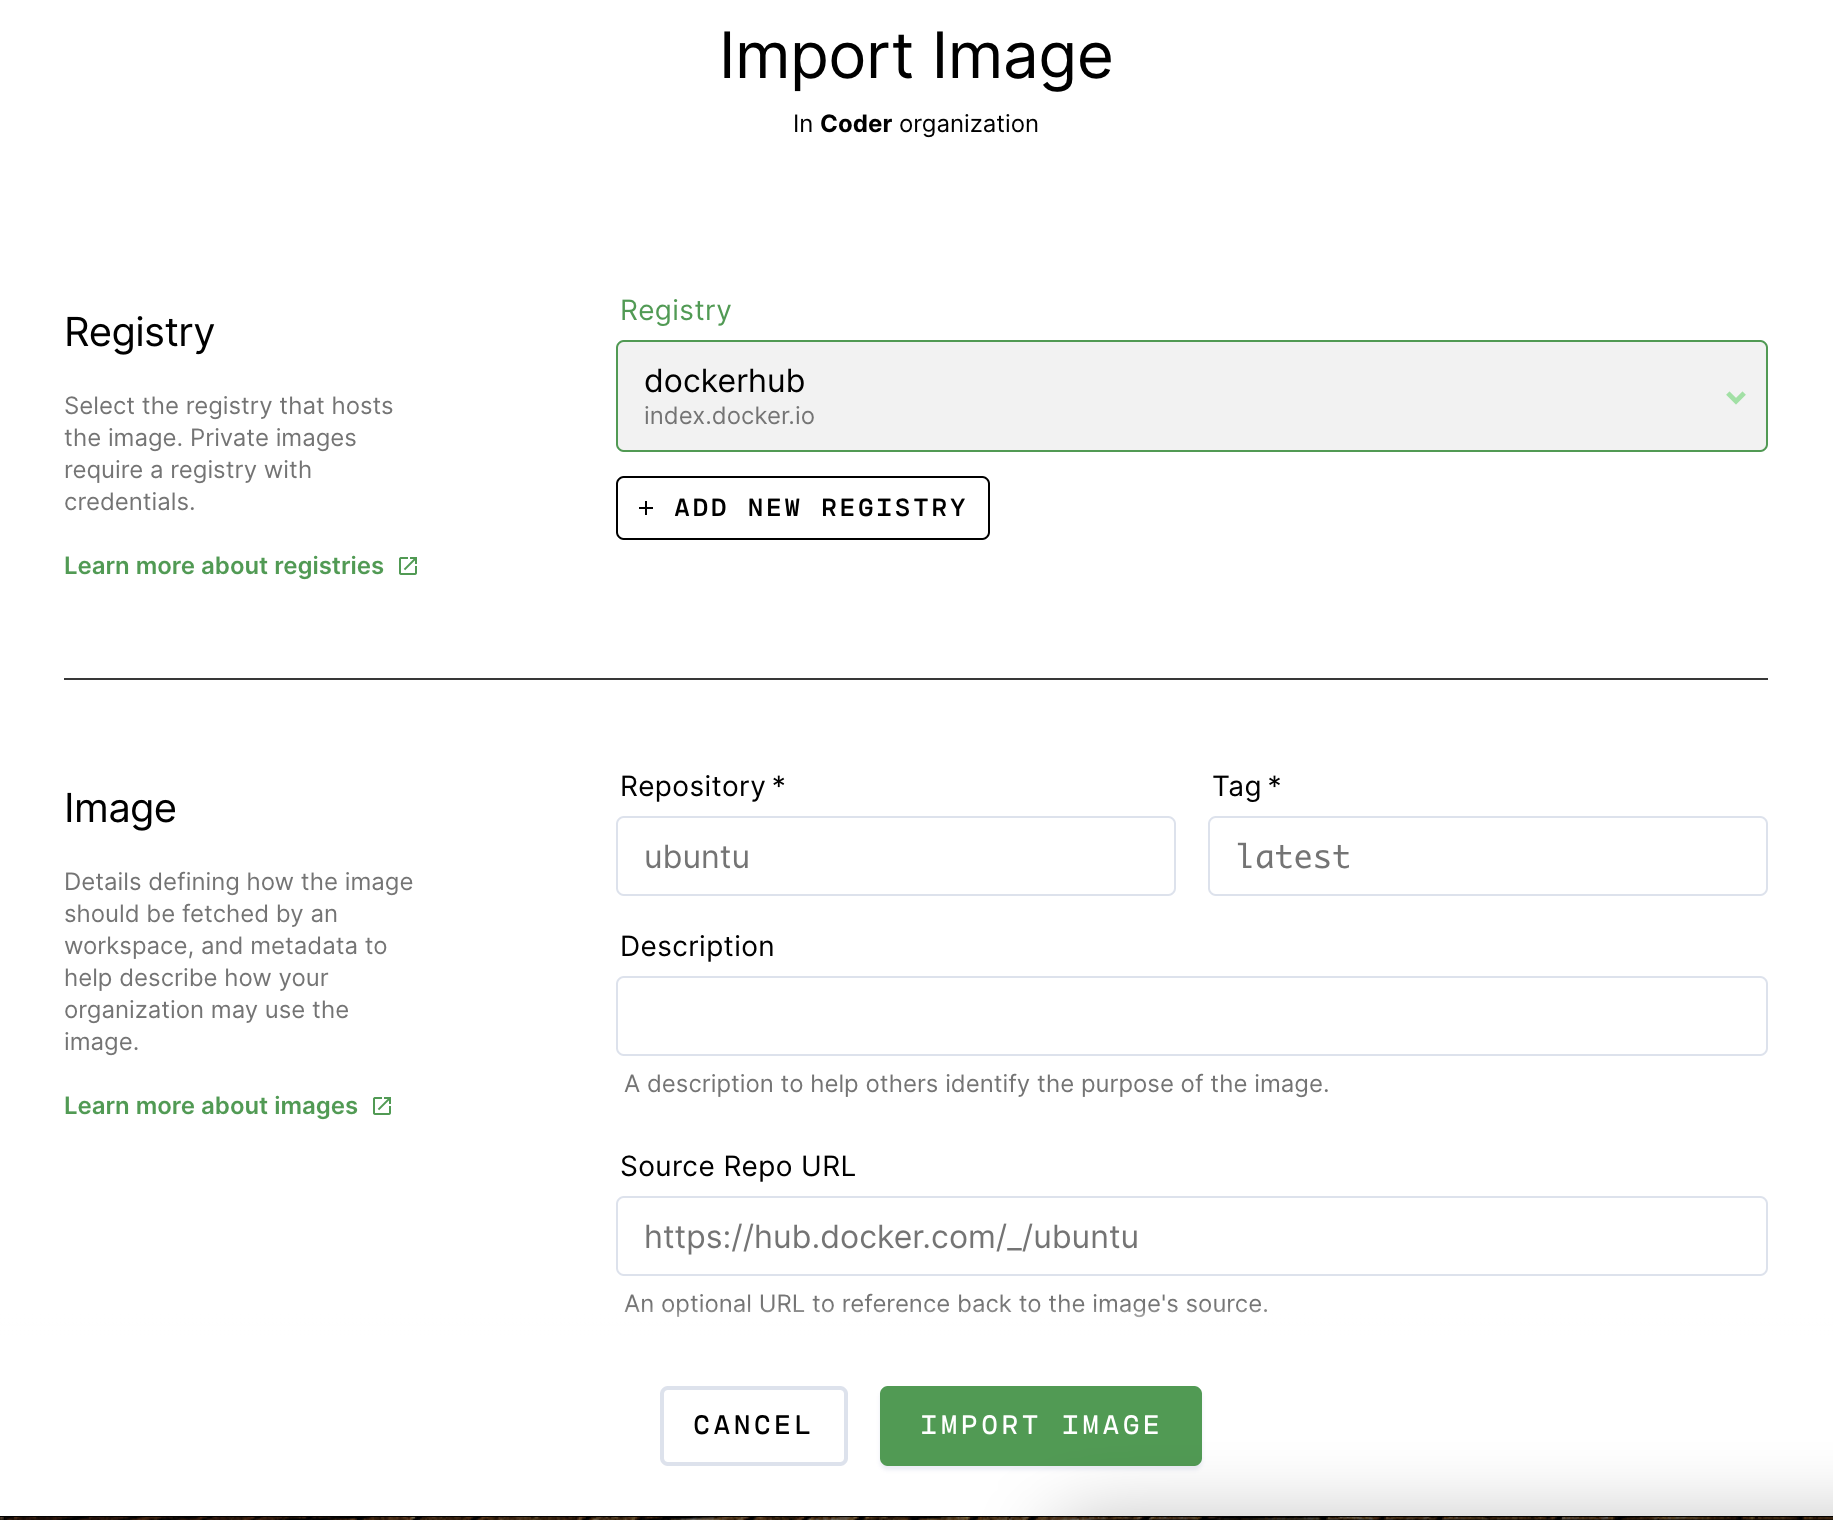 Import Image
In Coder organization
Registry
Select the registry that hosts
the image. Private images
require a registry with
credentials.
Learn more about registries
Registry
dockerhub
index.docker.io
+ ADD NEW REGISTRY
Image
Details defining how the image
should be fetched by an
workspace, and metadata to
help describe how your
organization may use the
image.
Learn more about images
Repository *
ubuntu
Tag *
latest
Description
A description to help others identify the purpose of the image.
Source Repo URL
https://hub.docker.com/_/ubuntu
An optional URL to reference back to the image's source.
CANCEL
IMPORT IMAGE